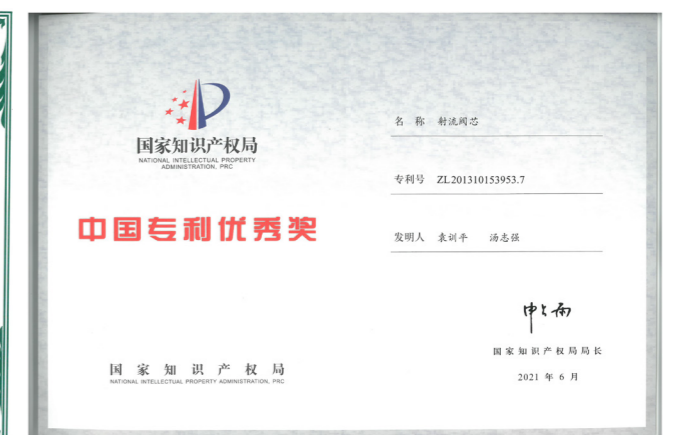 国家知识产权局
NATIONAL INTELLECTUAL PROPERTY
ADMINISTRATION, PRC
中国专利优秀奖
国家知识产权局
NATIONAL INTELLECTUAL PROPERTY ADMINISTRATION, PRC
名 称 射流阀芯
专利号 ZL201310153953.7
发明人 袁训平 汤志强
申长雨
国家知识产权局局长
2021 年 6 月